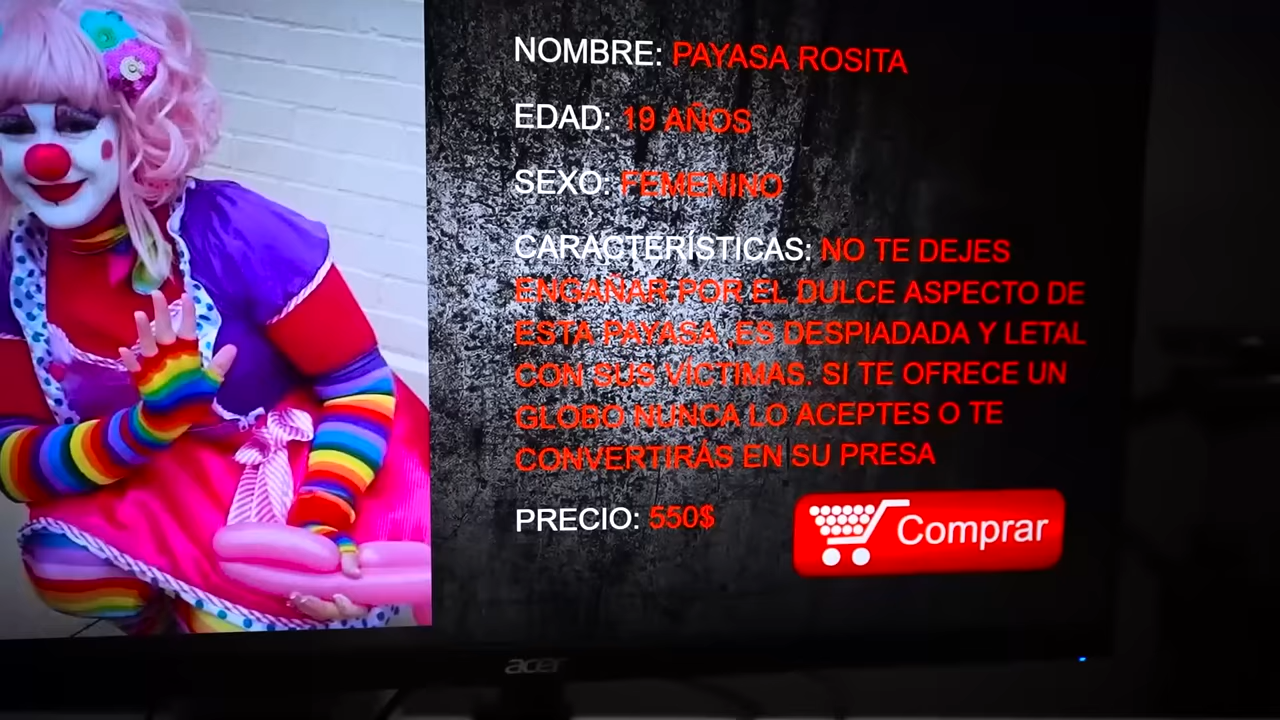 NOMBRE: PAYASA ROSITA
EDAD: 19 AÑOS
SEXO: FEMENINO
CARACTERÍSTICAS: NO TE DEJES
ENGAÑAR POR EL DULCE ASPECTO DE
ESTA PAYASA ,ES DESPIADADA Y LETAL
CON SUS VÍCTIMAS. SI TE OFRECE UN
GLOBO NUNCA LO ACEPTES O TE
CONVERTIRÁS EN SU PRESA
PRECIO: 550$
Comprar
acer